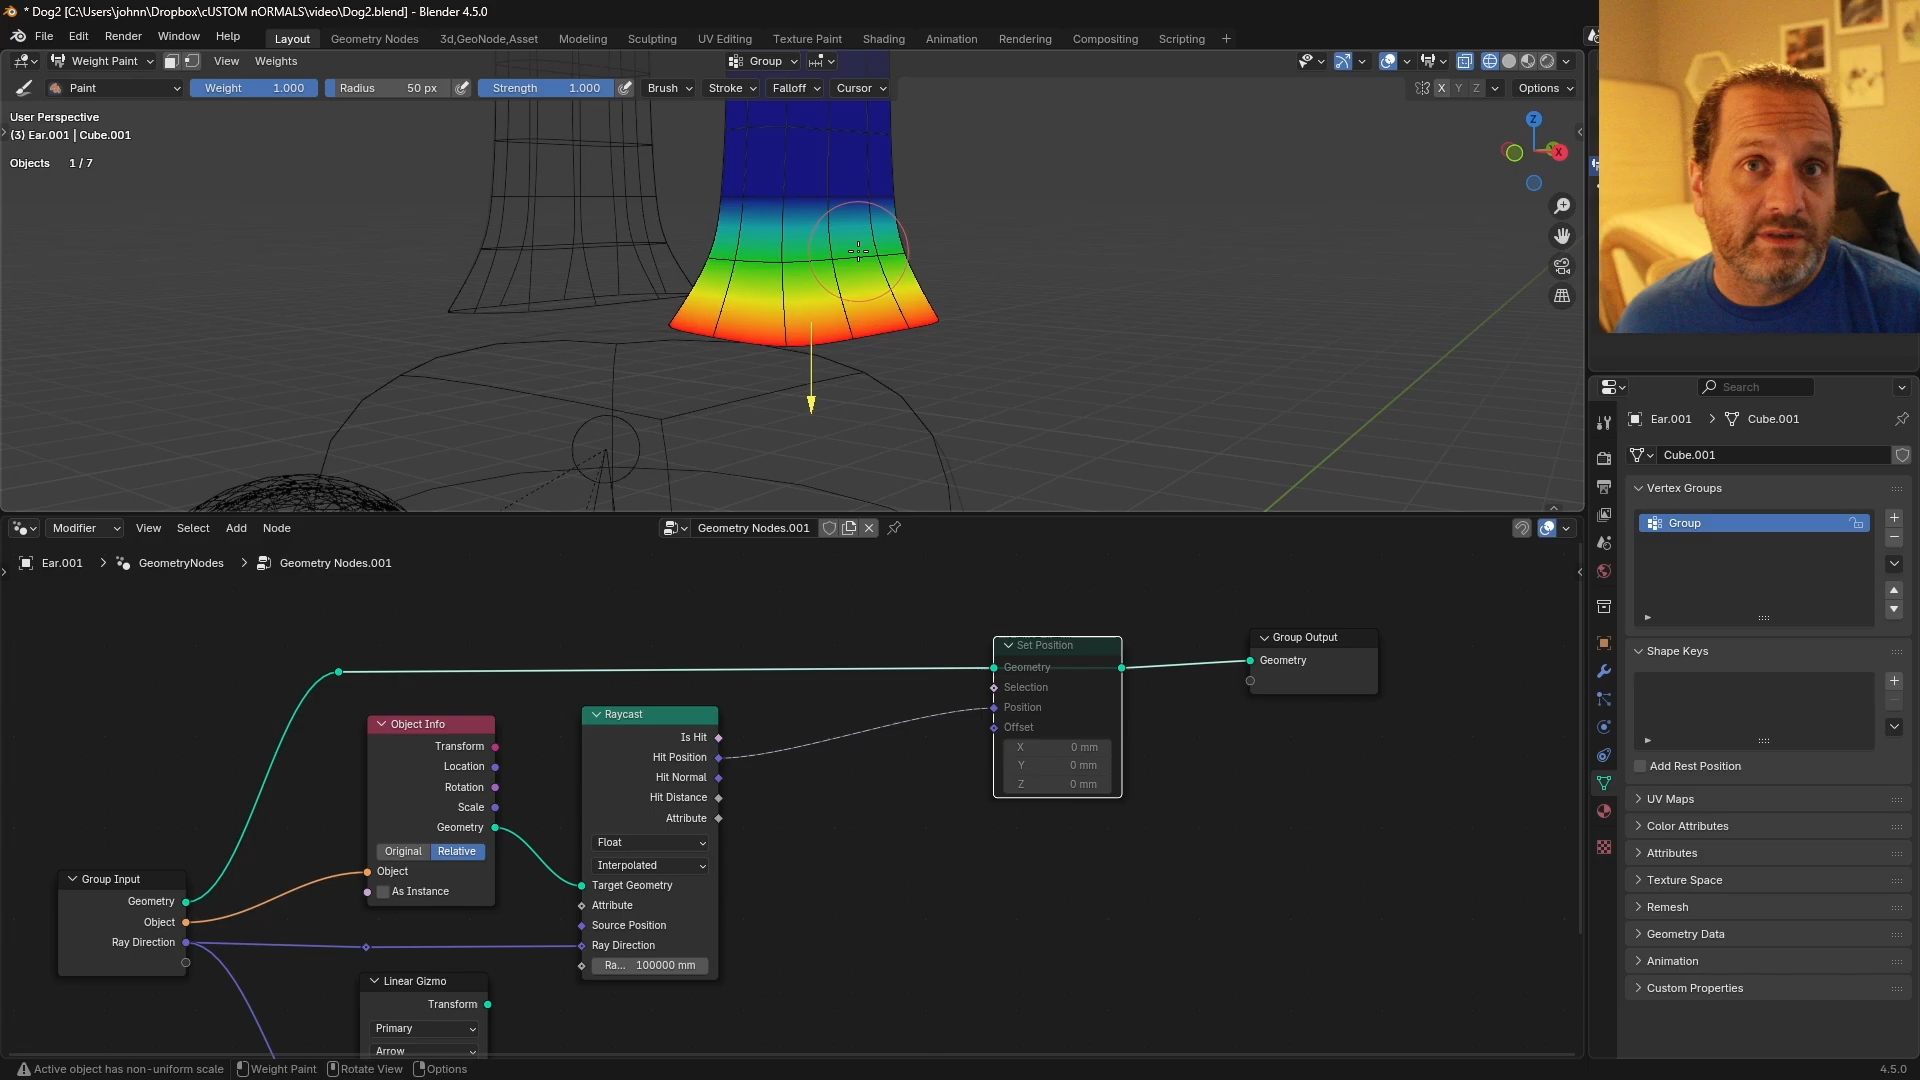 * Dog2 [C:\Users\johnn\Dropbox\cUSTOM nORMALS\video\Dog2.blend] - Blender 4.5.0
File Edit Render Window Help Layout Geometry Nodes 3d,GeoNode,Asset Modeling Sculpting UV Editing Texture Paint Shading Animation Rendering Compositing Scripting +
Weight Paint View Weights Group
Paint Weight 1.000 Radius 50 px Strength 1.000 Brush Stroke Falloff Cursor X Y Z Options
User Perspective
(3) Ear.001 | Cube.001
Objects 1 / 7
Z
X
Search
Ear.001 > Cube.001
Cube.001
Vertex Groups
Group
Shape Keys
Add Rest Position
UV Maps
Color Attributes
Attributes
Texture Space
Remesh
Geometry Data
Animation
Custom Properties
Modifier View Select Add Node Geometry Nodes.001
Ear.001 > GeometryNodes > Geometry Nodes.001
Group Input
Geometry
Object
Ray Direction
Object Info
Transform
Location
Rotation
Scale
Geometry
Original Relative
Object
As Instance
Linear Gizmo
Transform
Primary
Arrow
Raycast
Is Hit
Hit Position
Hit Normal
Hit Distance
Attribute
Float
Interpolated
Target Geometry
Attribute
Source Position
Ray Direction
Ra... 100000 mm
Set Position
Geometry
Selection
Position
Offset
X 0 mm
Y 0 mm
Z 0 mm
Group Output
Geometry
Active object has non-uniform scale Weight Paint Rotate View Options 4.5.0